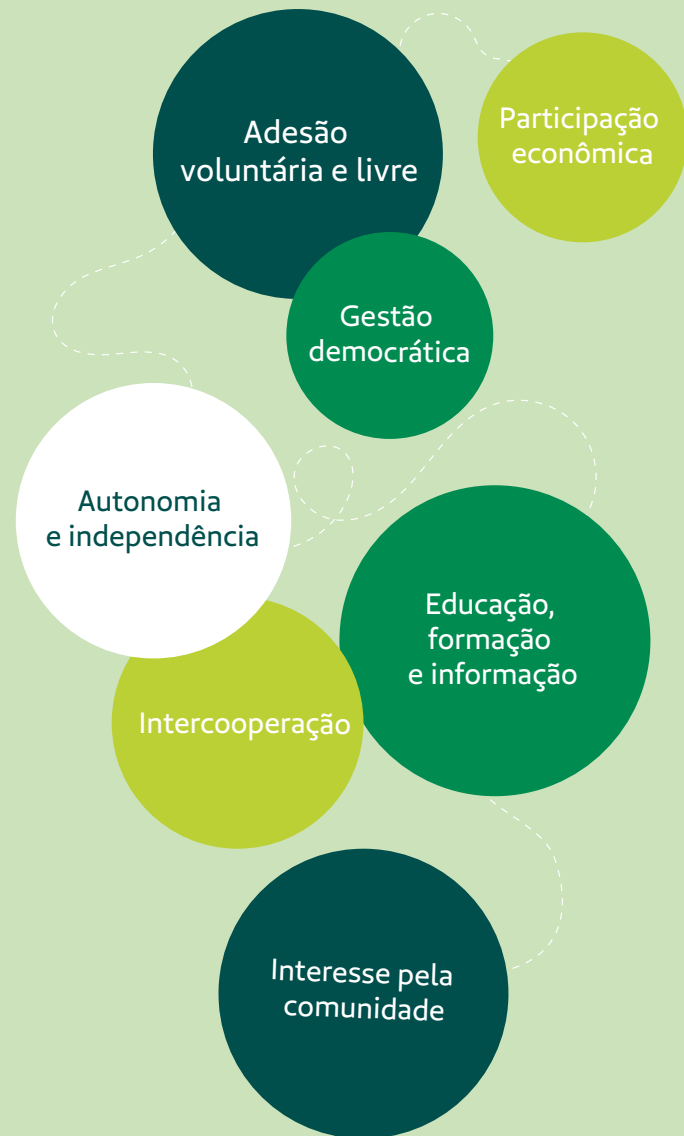 Adesão
voluntária e livre
Participação
econômica
Gestão
democrática
Autonomia
e independência
Educação,
formação
e informação
Intercooperação
Interesse pela
comunidade